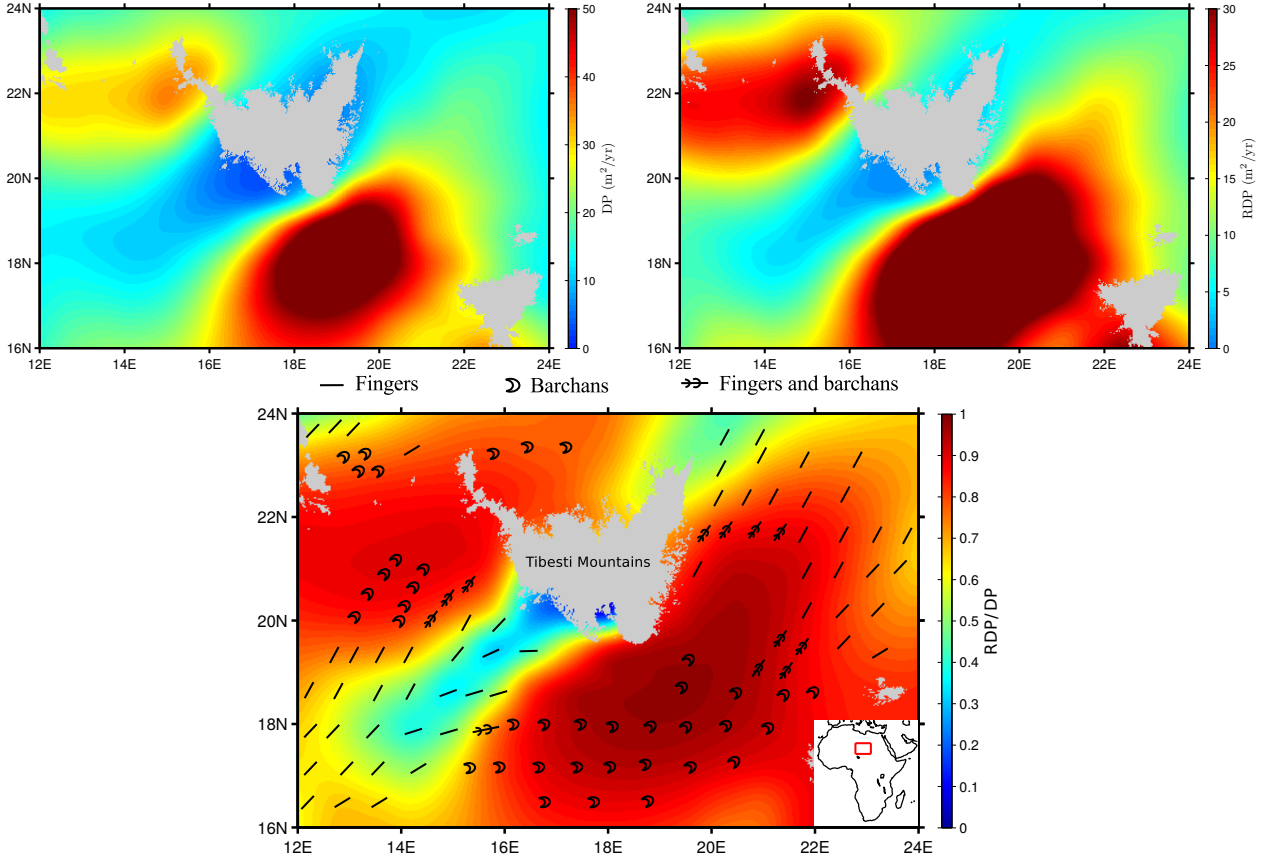 24N
22N
20N
18N
16N
12E 14E 16E 18E 20E 22E 24E
50
40
30
20
10
0
DP (m²/yr)
24N
22N
20N
18N
16N
12E 14E 16E 18E 20E 22E 24E
30
25
20
15
10
5
0
RDP (m²/yr)
Fingers Barchans Fingers and barchans
24N
22N
20N
18N
16N
12E 14E 16E 18E 20E 22E 24E
Tibesti Mountains
1
0.9
0.8
0.7
0.6
0.5
0.4
0.3
0.2
0.1
0
RDP/DP